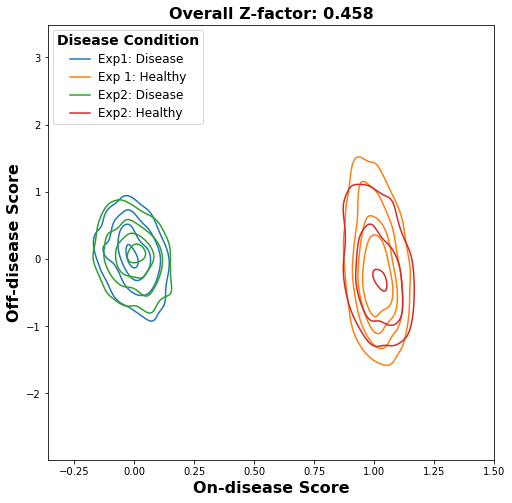 Overall Z-factor: 0.458
Disease Condition
Exp1: Disease
Exp 1: Healthy
Exp2: Disease
Exp2: Healthy
3
2
1
0
−1
−2
Off-disease Score
−0.25
0.00
0.25
0.50
0.75
1.00
1.25
1.50
On-disease Score